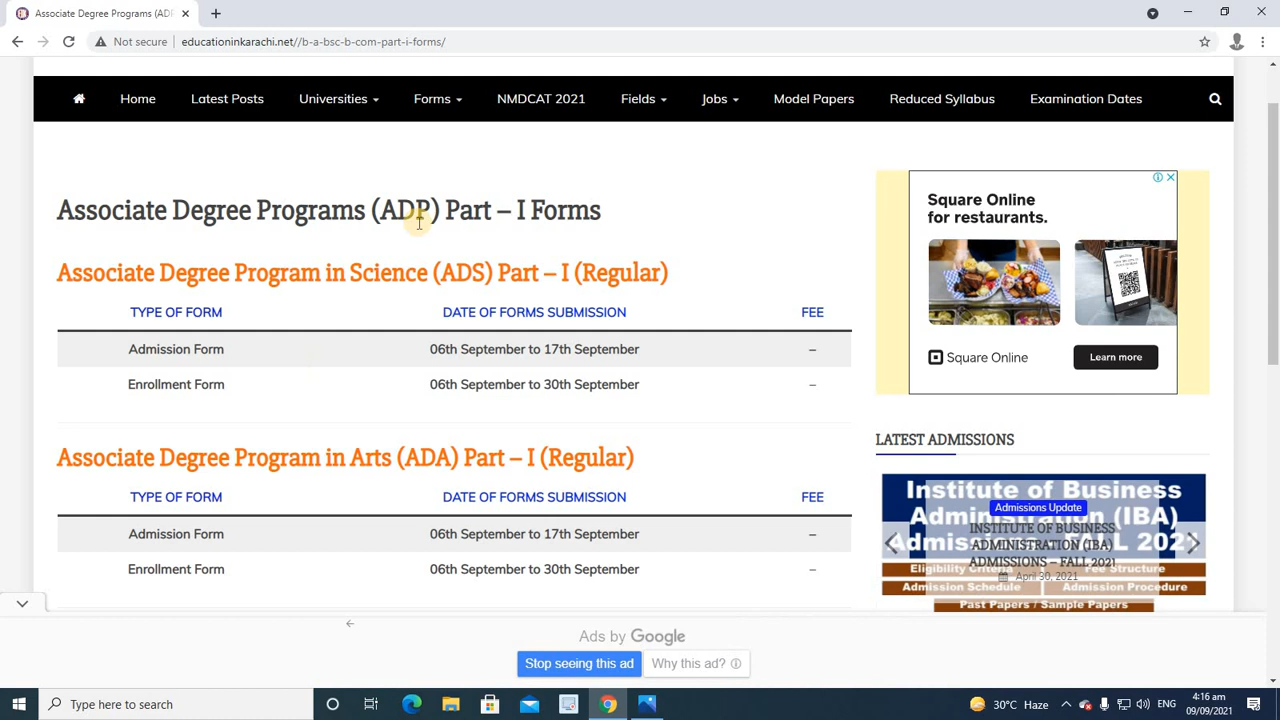 Associate Degree Programs (ADP
Not secure educationinkarachi.net//b-a-bsc-b-com-part-i-forms/
Home Latest Posts Universities Forms NMDCAT 2021 Fields Jobs Model Papers Reduced Syllabus Examination Dates
Associate Degree Programs (ADP) Part – I Forms
Associate Degree Program in Science (ADS) Part – I (Regular)
TYPE OF FORM DATE OF FORMS SUBMISSION FEE
Admission Form 06th September to 17th September –
Enrollment Form 06th September to 30th September –
Associate Degree Program in Arts (ADA) Part – I (Regular)
TYPE OF FORM DATE OF FORMS SUBMISSION FEE
Admission Form 06th September to 17th September –
Enrollment Form 06th September to 30th September –
Square Online
for restaurants.
Square Online Learn more
LATEST ADMISSIONS
Institute of Business
Administration (IBA)
Admissions – FALL 202
Eligibility Criteria Fee Structure
Admission Schedule Admission Procedure
Past Papers / Sample Papers
Admissions Update
INSTITUTE OF BUSINESS
ADMINISTRATION (IBA)
ADMISSIONS – FALL 2021
April 30, 2021
Ads by Google
Stop seeing this ad Why this ad?
Type here to search
30°C Haze ENG 4:16 pm
09/09/2021